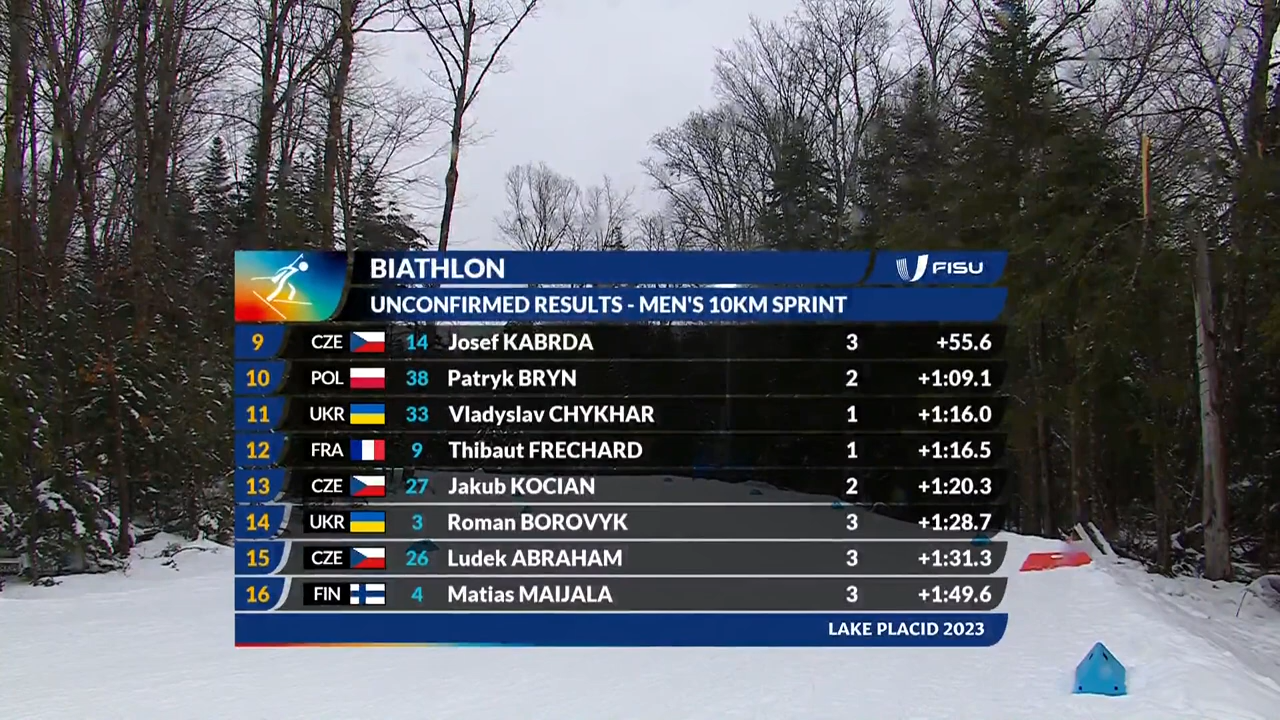 BIATHLON FISU
UNCONFIRMED RESULTS - MEN'S 10KM SPRINT
9 CZE 14 Josef KABRDA 3 +55.6
10 POL 38 Patryk BRYN 2 +1:09.1
11 UKR 33 Vladyslav CHYKHAR 1 +1:16.0
12 FRA 9 Thibaut FRECHARD 1 +1:16.5
13 CZE 27 Jakub KOCIAN 2 +1:20.3
14 UKR 3 Roman BOROVYK 3 +1:28.7
15 CZE 26 Ludek ABRAHAM 3 +1:31.3
16 FIN 4 Matias MAIJALA 3 +1:49.6
LAKE PLACID 2023